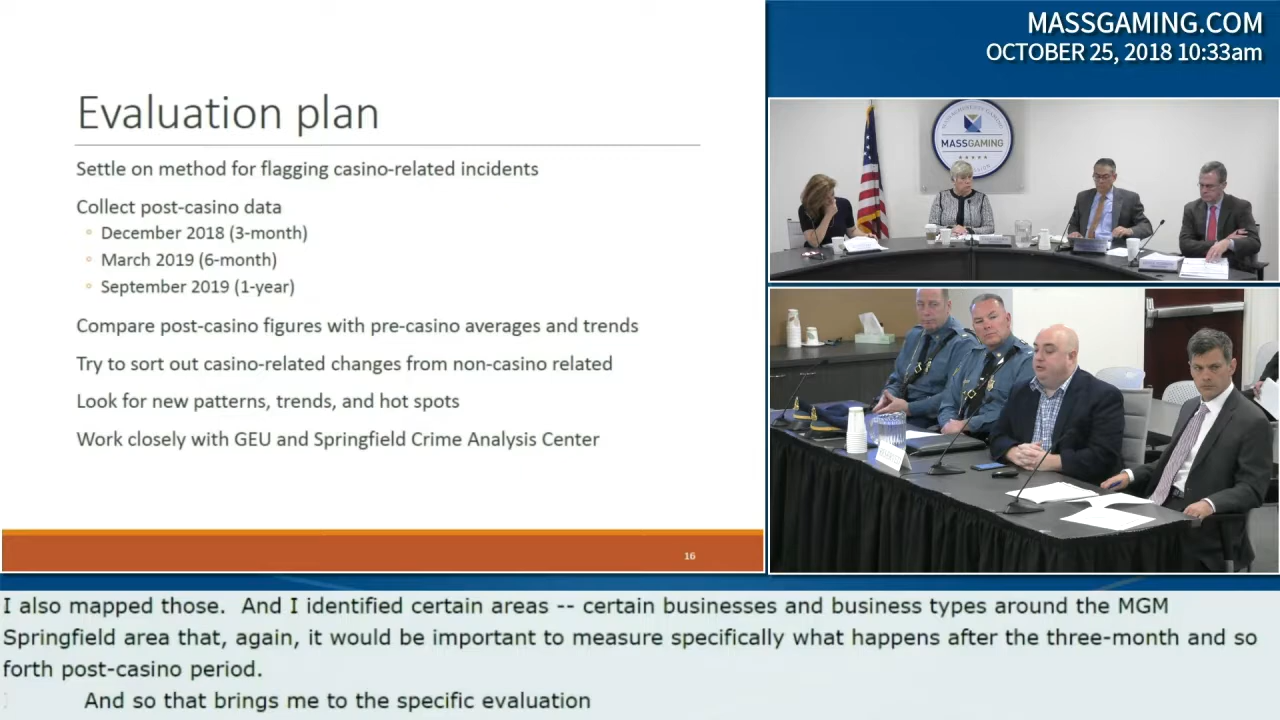 Evaluation plan
Settle on method for flagging casino-related incidents
Collect post-casino data
◦ December 2018 (3-month)
◦ March 2019 (6-month)
◦ September 2019 (1-year)
Compare post-casino figures with pre-casino averages and trends
Try to sort out casino-related changes from non-casino related
Look for new patterns, trends, and hot spots
Work closely with GEU and Springfield Crime Analysis Center
16
MASSGAMING.COM
OCTOBER 25, 2018 10:33am
MASSGAMING
I also mapped those.  And I identified certain areas -- certain businesses and business types around the MGM
Springfield area that, again, it would be important to measure specifically what happens after the three-month and so
forth post-casino period.
And so that brings me to the specific evaluation